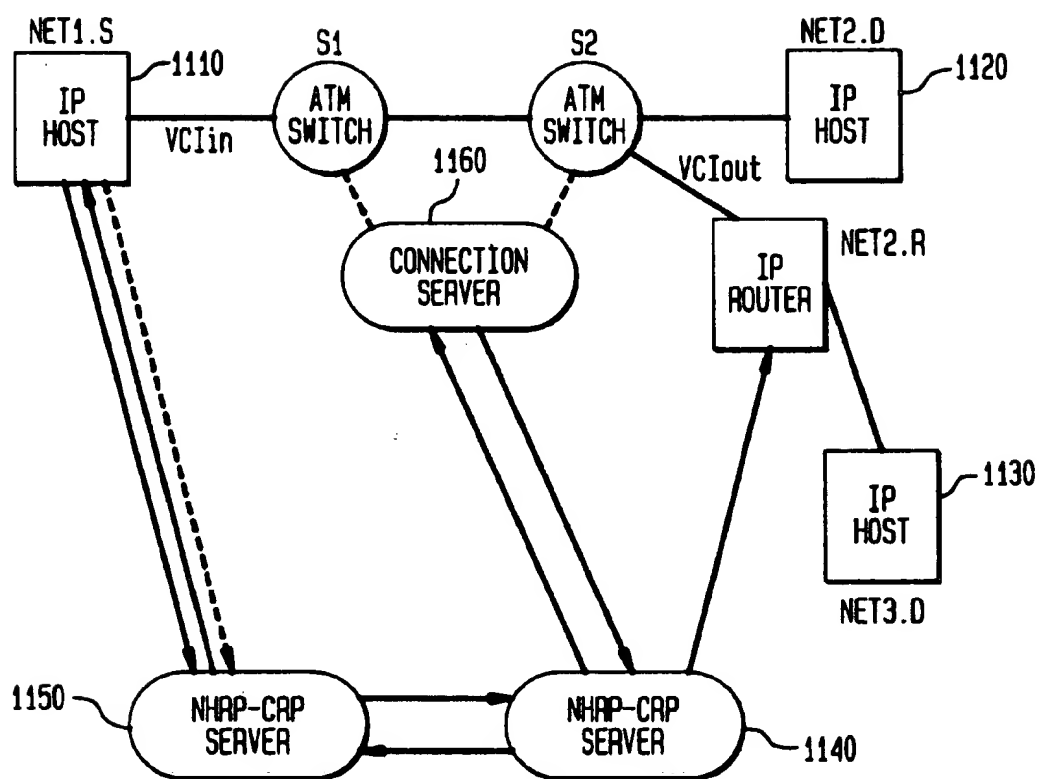 NET1.S
1110
IP
HOST
VCIin
S1
ATM
SWITCH
S2
ATM
SWITCH
NET2.D
1120
IP
HOST
1160
CONNECTION
SERVER
VCIout
NET2.R
IP
ROUTER
1130
IP
HOST
NET3.D
1150
NHRP-CRP
SERVER
NHRP-CRP
SERVER
1140